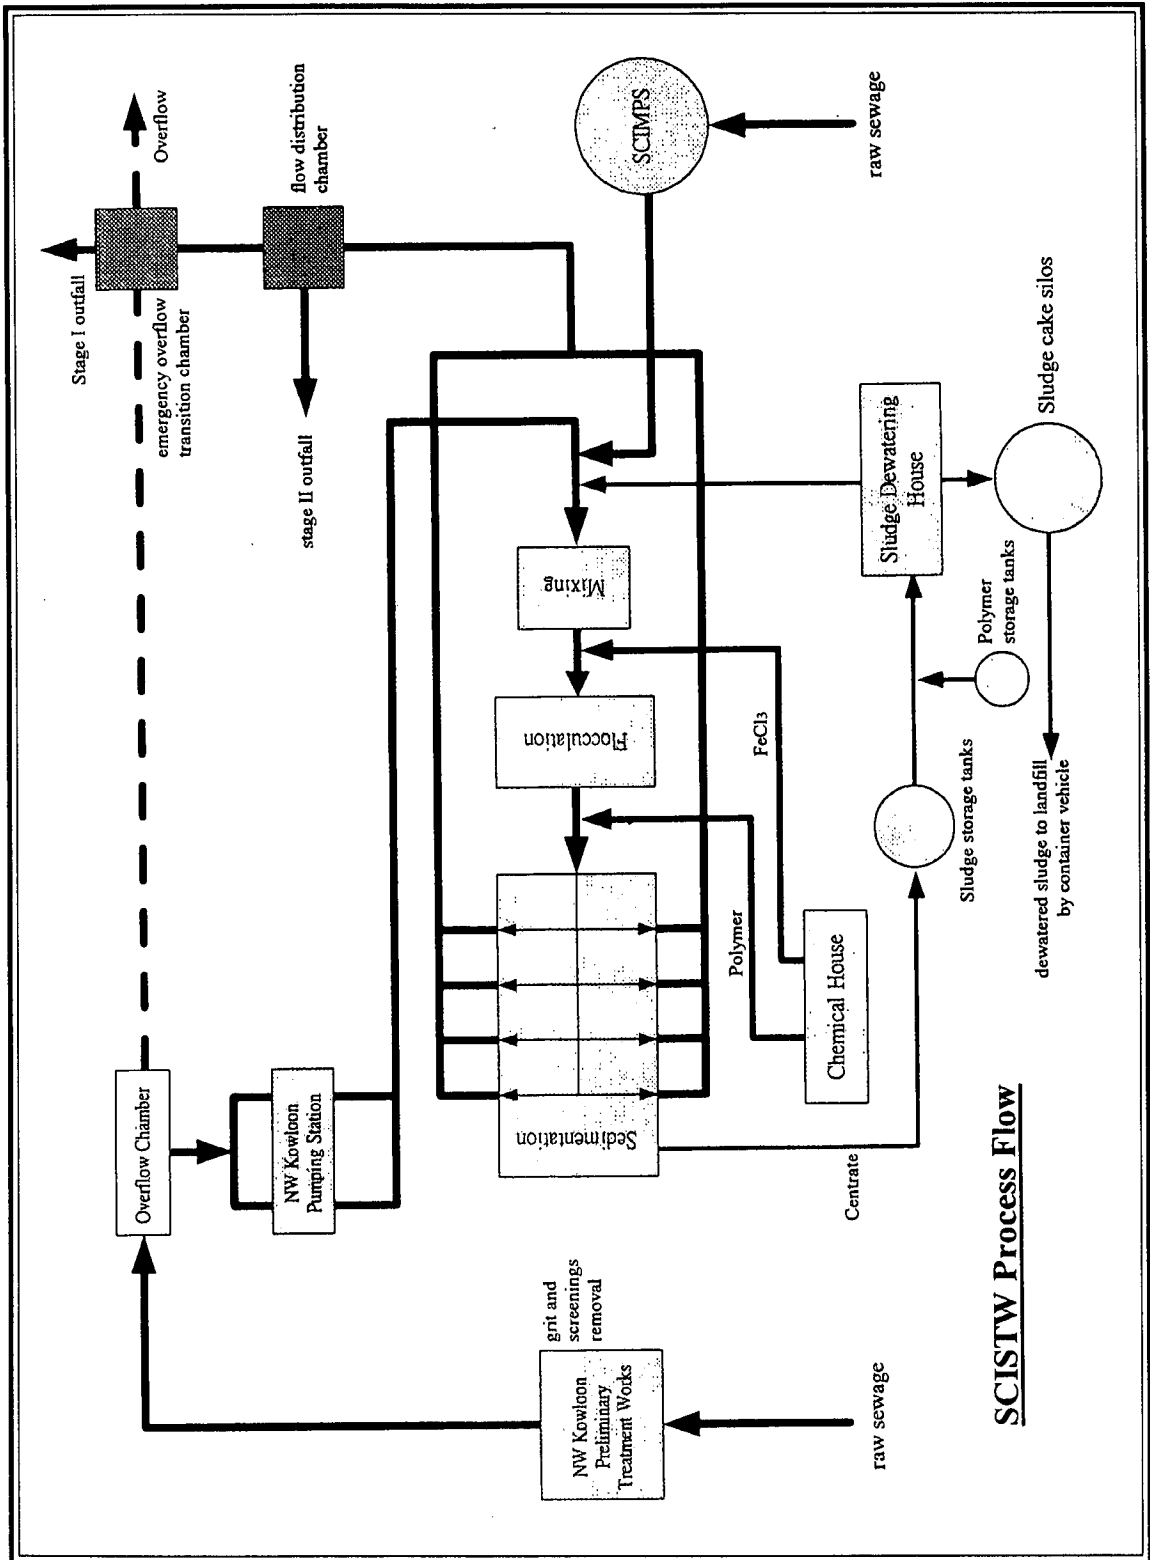 Stage I outfall
Overflow
emergency overflow
transition chamber
flow distribution
chamber
stage II outfall
SCIMPS
raw sewage
Overflow Chamber
NW Kowloon
Pumping Station
Mixing
Flocculation
Sedimentation
FeCl3
Polymer
Chemical House
Sludge Dewatering
House
Sludge cake silos
Polymer
storage tanks
Sludge storage tanks
dewatered sludge to landfill
by container vehicle
Centrate
grit and
screenings
removal
NW Kowloon
Preliminary
Treatment Works
raw sewage
SCISTW Process Flow